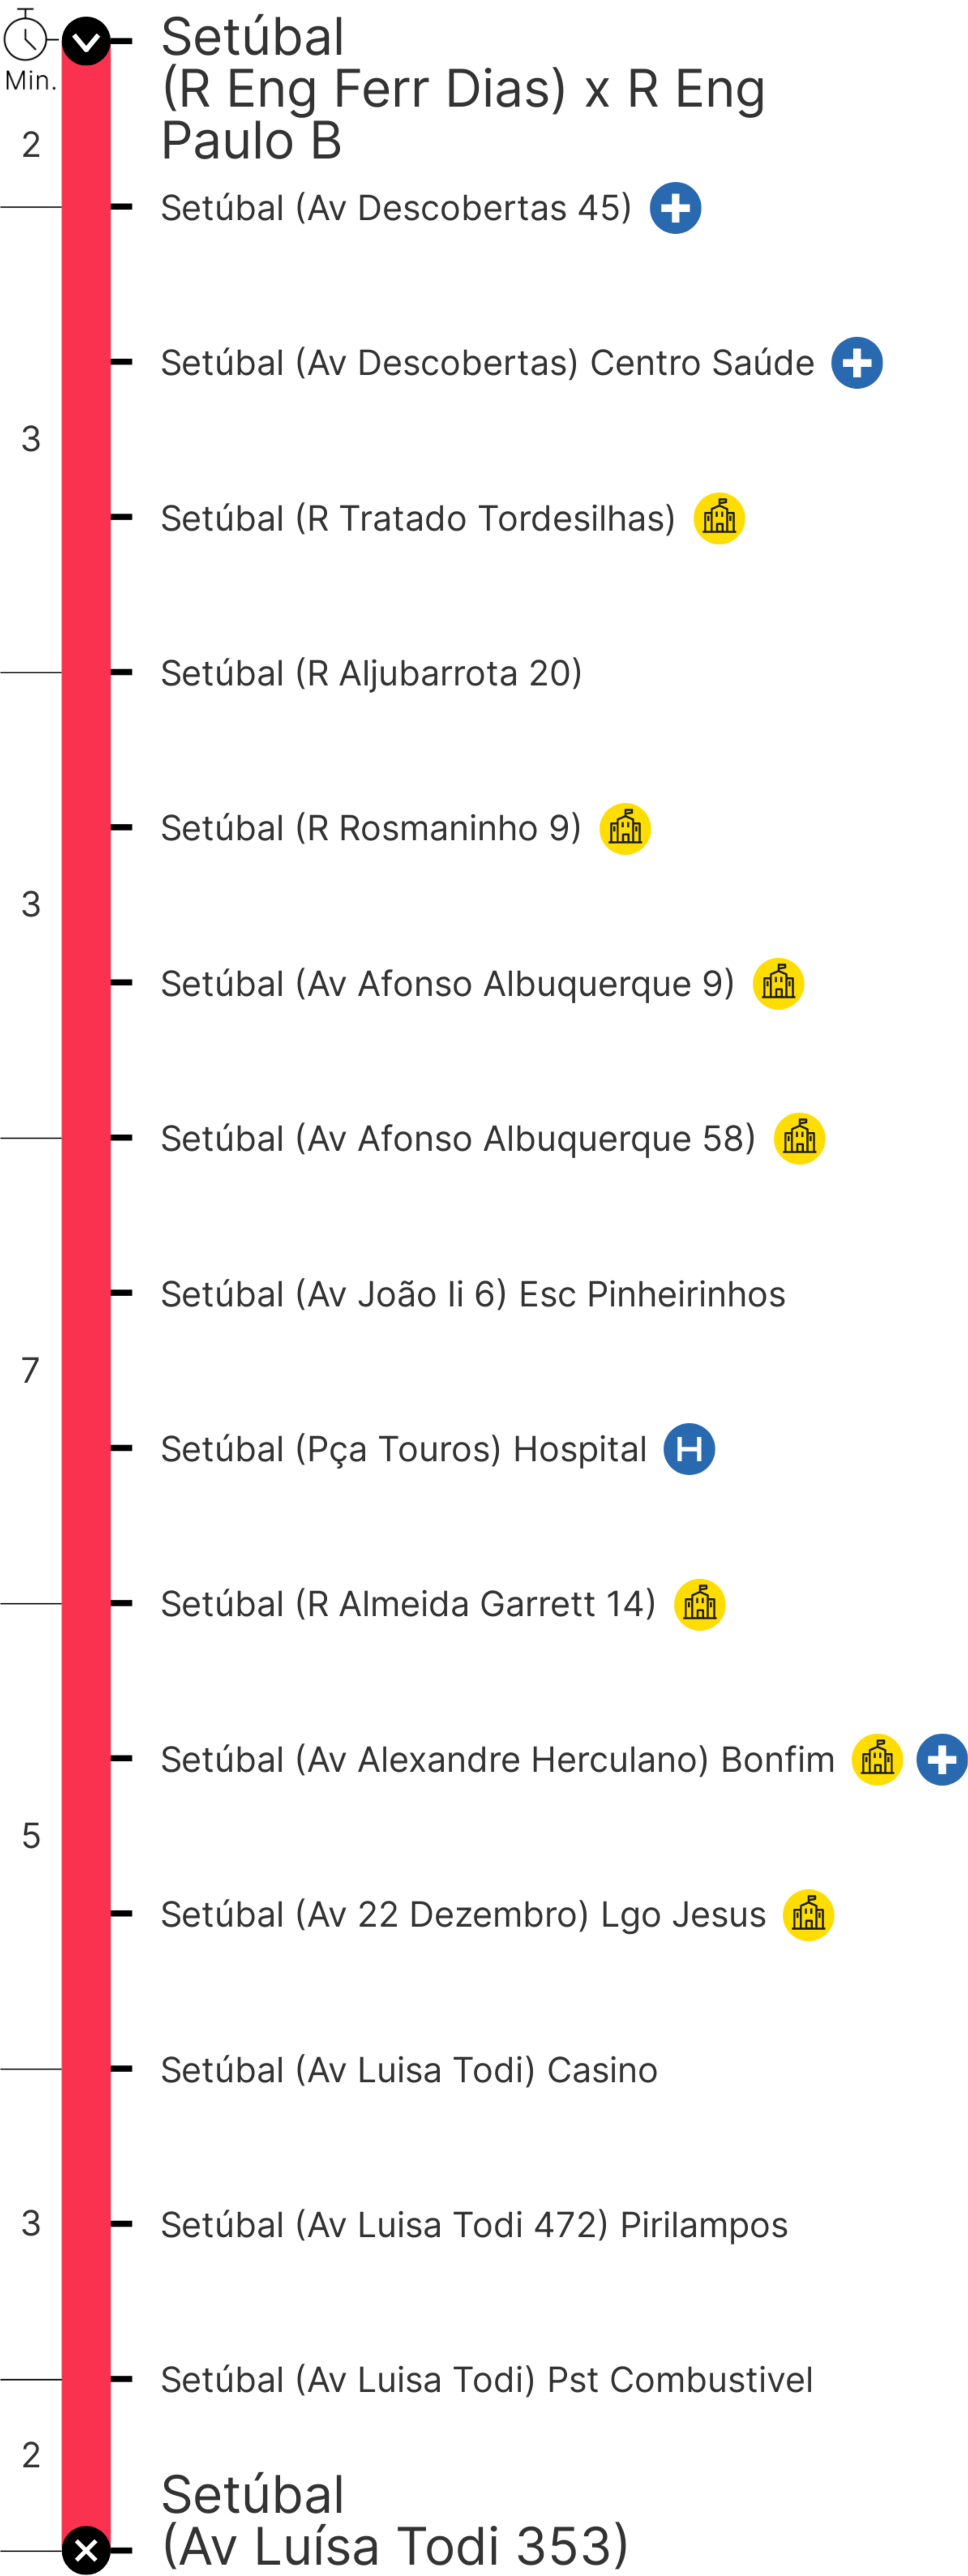 Setúbal
(R Eng Ferr Dias) x R Eng
Paulo B
Min.
2
Setúbal (Av Descobertas 45)
Setúbal (Av Descobertas) Centro Saúde
3
Setúbal (R Tratado Tordesilhas)
Setúbal (R Aljubarrota 20)
Setúbal (R Rosmaninho 9)
3
Setúbal (Av Afonso Albuquerque 9)
Setúbal (Av Afonso Albuquerque 58)
Setúbal (Av João Ii 6) Esc Pinheirinhos
7
Setúbal (Pça Touros) Hospital H
Setúbal (R Almeida Garrett 14)
Setúbal (Av Alexandre Herculano) Bonfim
5
Setúbal (Av 22 Dezembro) Lgo Jesus
Setúbal (Av Luisa Todi) Casino
3
Setúbal (Av Luisa Todi 472) Pirilampos
Setúbal (Av Luisa Todi) Pst Combustivel
2
Setúbal
(Av Luísa Todi 353)